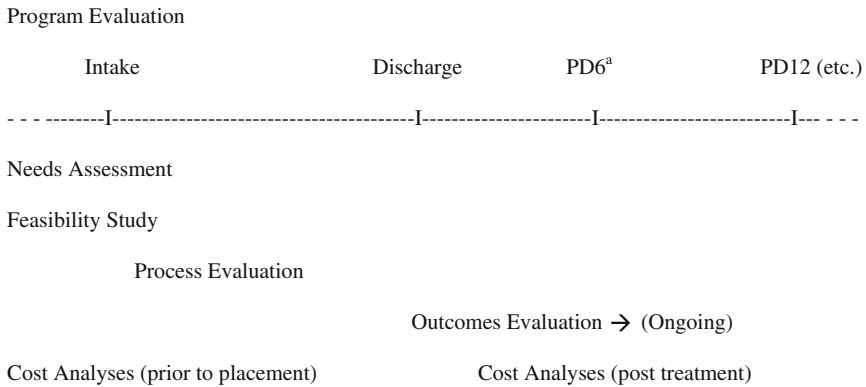 Program Evaluation
Intake Discharge PD6ᵃ PD12 (etc.)
- - - --------I-----------------------------------------I-----------------------I--------------------------I--- - - -
Needs Assessment
Feasibility Study
Process Evaluation
Outcomes Evaluation → (Ongoing)
Cost Analyses (prior to placement) Cost Analyses (post treatment)